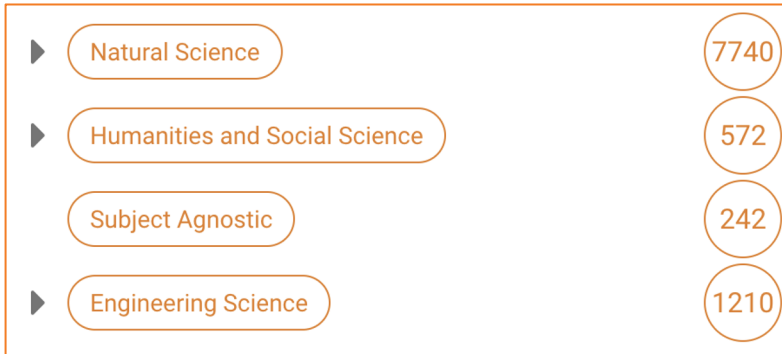 Natural Science 7740
Humanities and Social Science 572
Subject Agnostic 242
Engineering Science 1210